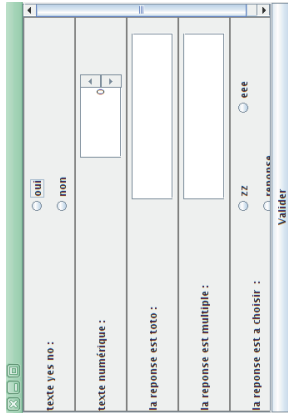 texte yes no :
oui
non
texte numérique :
0
la reponse est toto :
la reponse est multiple :
la reponse est a choisir :
zz
eee
reponse
Valider